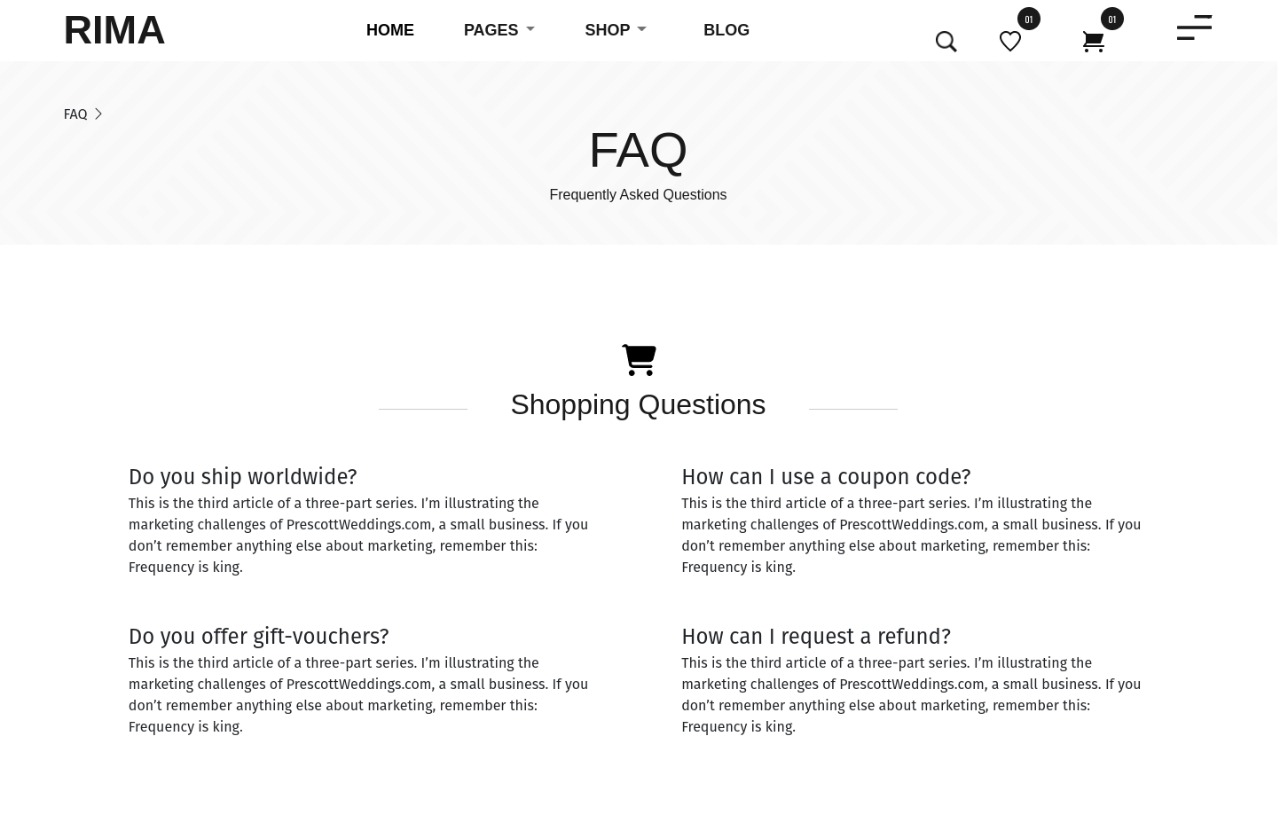 RIMA
HOME PAGES SHOP BLOG
01
01
FAQ
FAQ
Frequently Asked Questions
Shopping Questions
Do you ship worldwide?
This is the third article of a three-part series. I’m illustrating the
marketing challenges of PrescottWeddings.com, a small business. If you
don’t remember anything else about marketing, remember this:
Frequency is king.
How can I use a coupon code?
This is the third article of a three-part series. I’m illustrating the
marketing challenges of PrescottWeddings.com, a small business. If you
don’t remember anything else about marketing, remember this:
Frequency is king.
Do you offer gift-vouchers?
This is the third article of a three-part series. I’m illustrating the
marketing challenges of PrescottWeddings.com, a small business. If you
don’t remember anything else about marketing, remember this:
Frequency is king.
How can I request a refund?
This is the third article of a three-part series. I’m illustrating the
marketing challenges of PrescottWeddings.com, a small business. If you
don’t remember anything else about marketing, remember this:
Frequency is king.